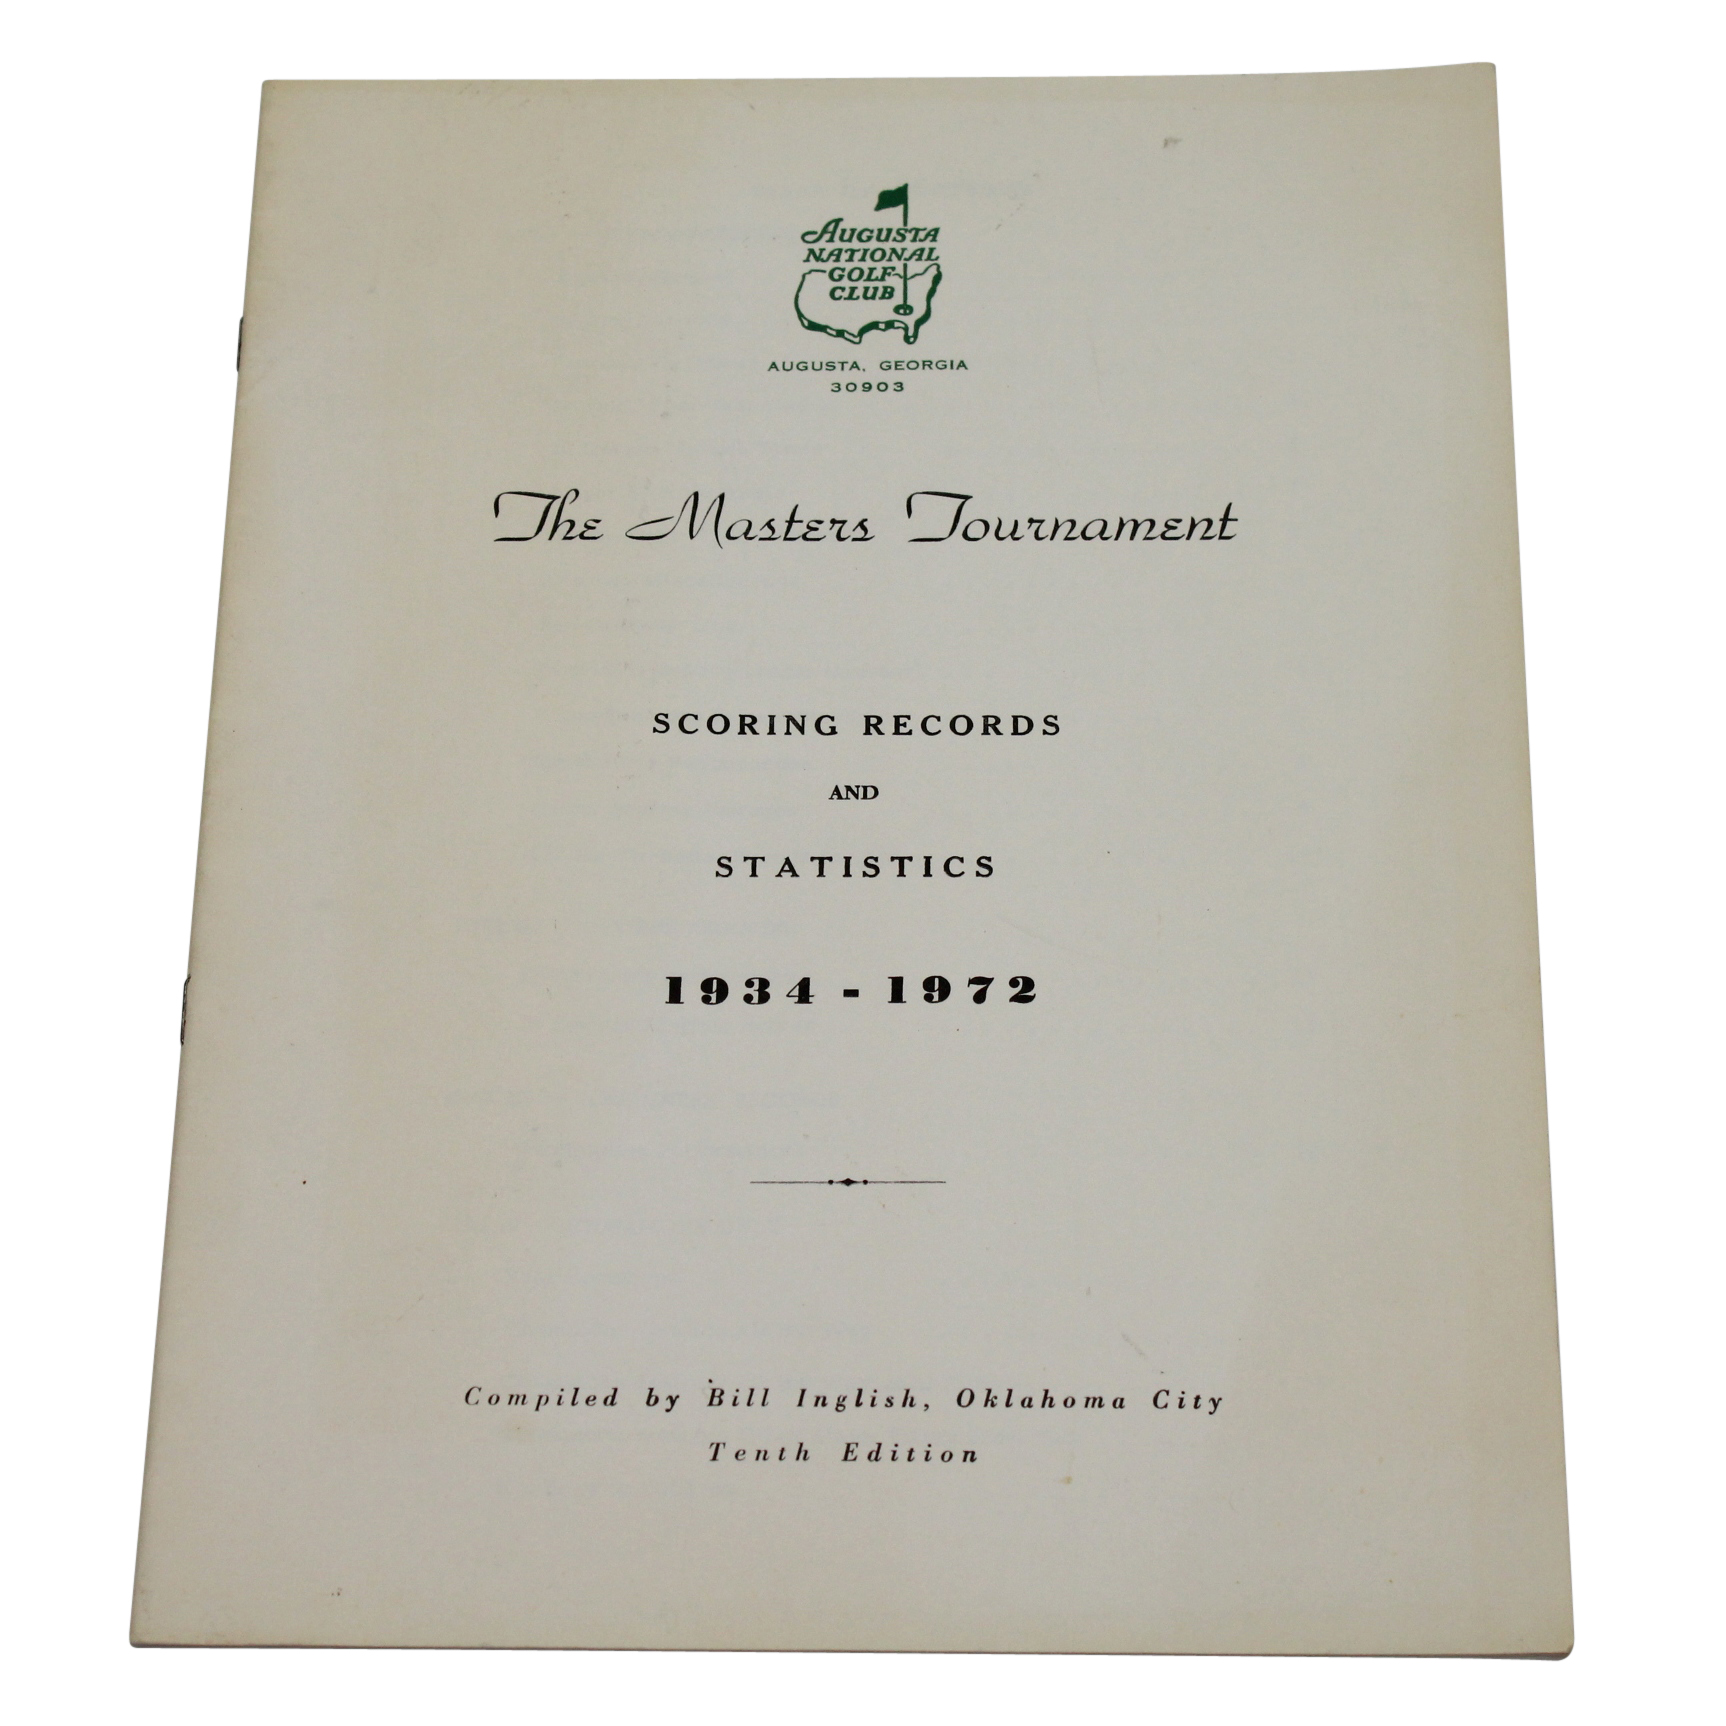 AUGUSTA
NATIONAL
GOLF
CLUB
AUGUSTA, GEORGIA
30903
The Masters Tournament
SCORING RECORDS
AND
STATISTICS
1934 - 1972
Compiled by Bill Inglish, Oklahoma City
Tenth Edition